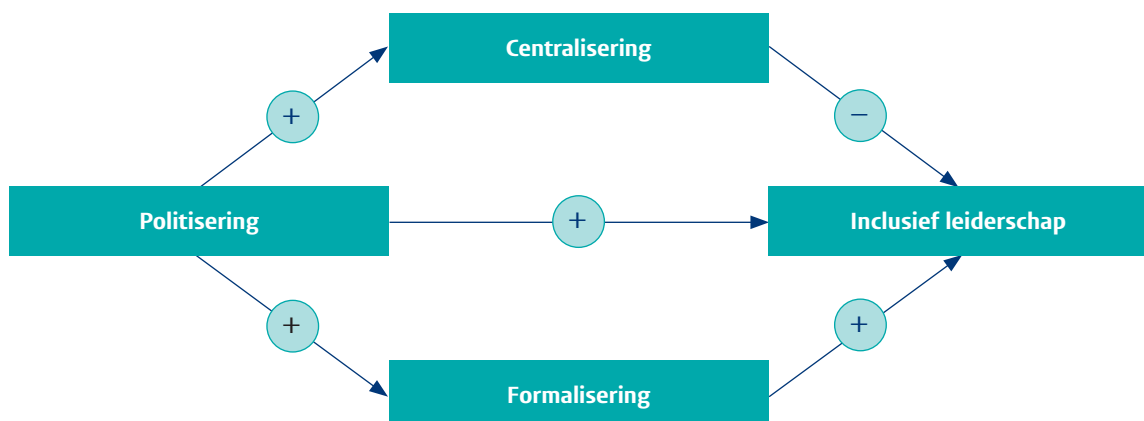 Centralisering
+
−
Politisering
+
Inclusief leiderschap
+
+
Formalisering